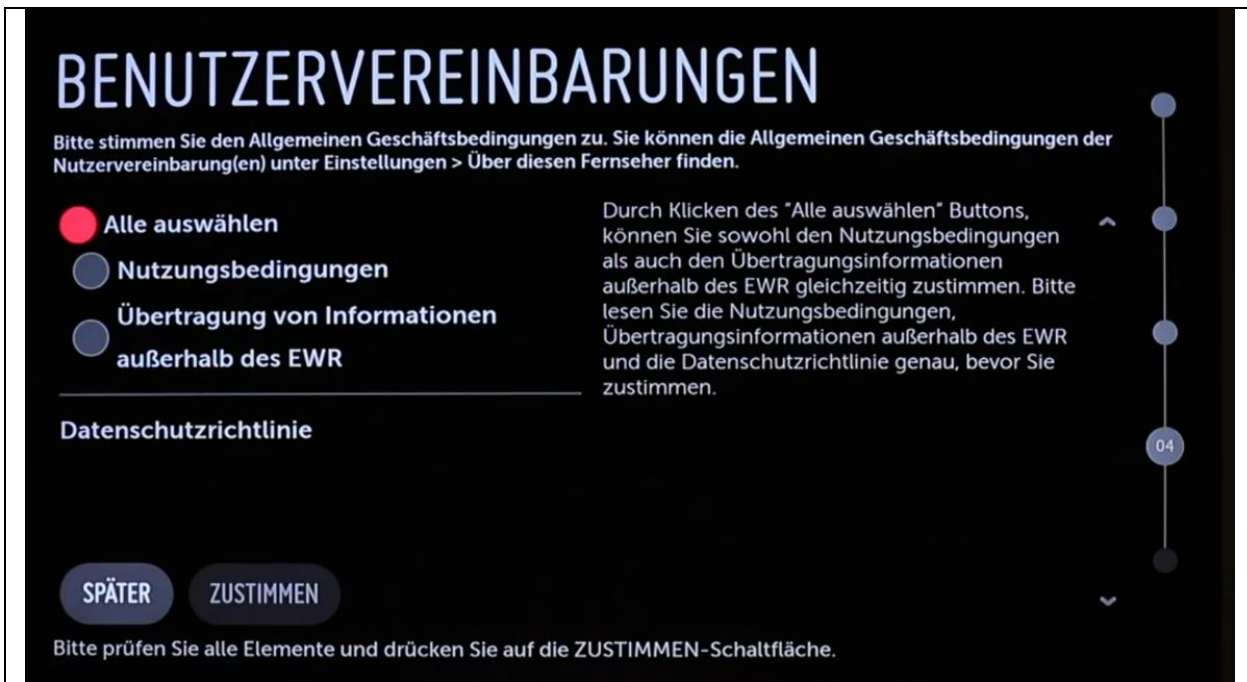 BENUTZERVEREINBARUNGEN
Bitte stimmen Sie den Allgemeinen Geschäftsbedingungen zu. Sie können die Allgemeinen Geschäftsbedingungen der
Nutzervereinbarung(en) unter Einstellungen > Über diesen Fernseher finden.
Alle auswählen
Nutzungsbedingungen
Übertragung von Informationen
außerhalb des EWR
Datenschutzrichtlinie
Durch Klicken des "Alle auswählen" Buttons,
können Sie sowohl den Nutzungsbedingungen
als auch den Übertragungsinformationen
außerhalb des EWR gleichzeitig zustimmen. Bitte
lesen Sie die Nutzungsbedingungen,
Übertragungsinformationen außerhalb des EWR
und die Datenschutzrichtlinie genau, bevor Sie
zustimmen.
04
SPÄTER
ZUSTIMMEN
Bitte prüfen Sie alle Elemente und drücken Sie auf die ZUSTIMMEN-Schaltfläche.